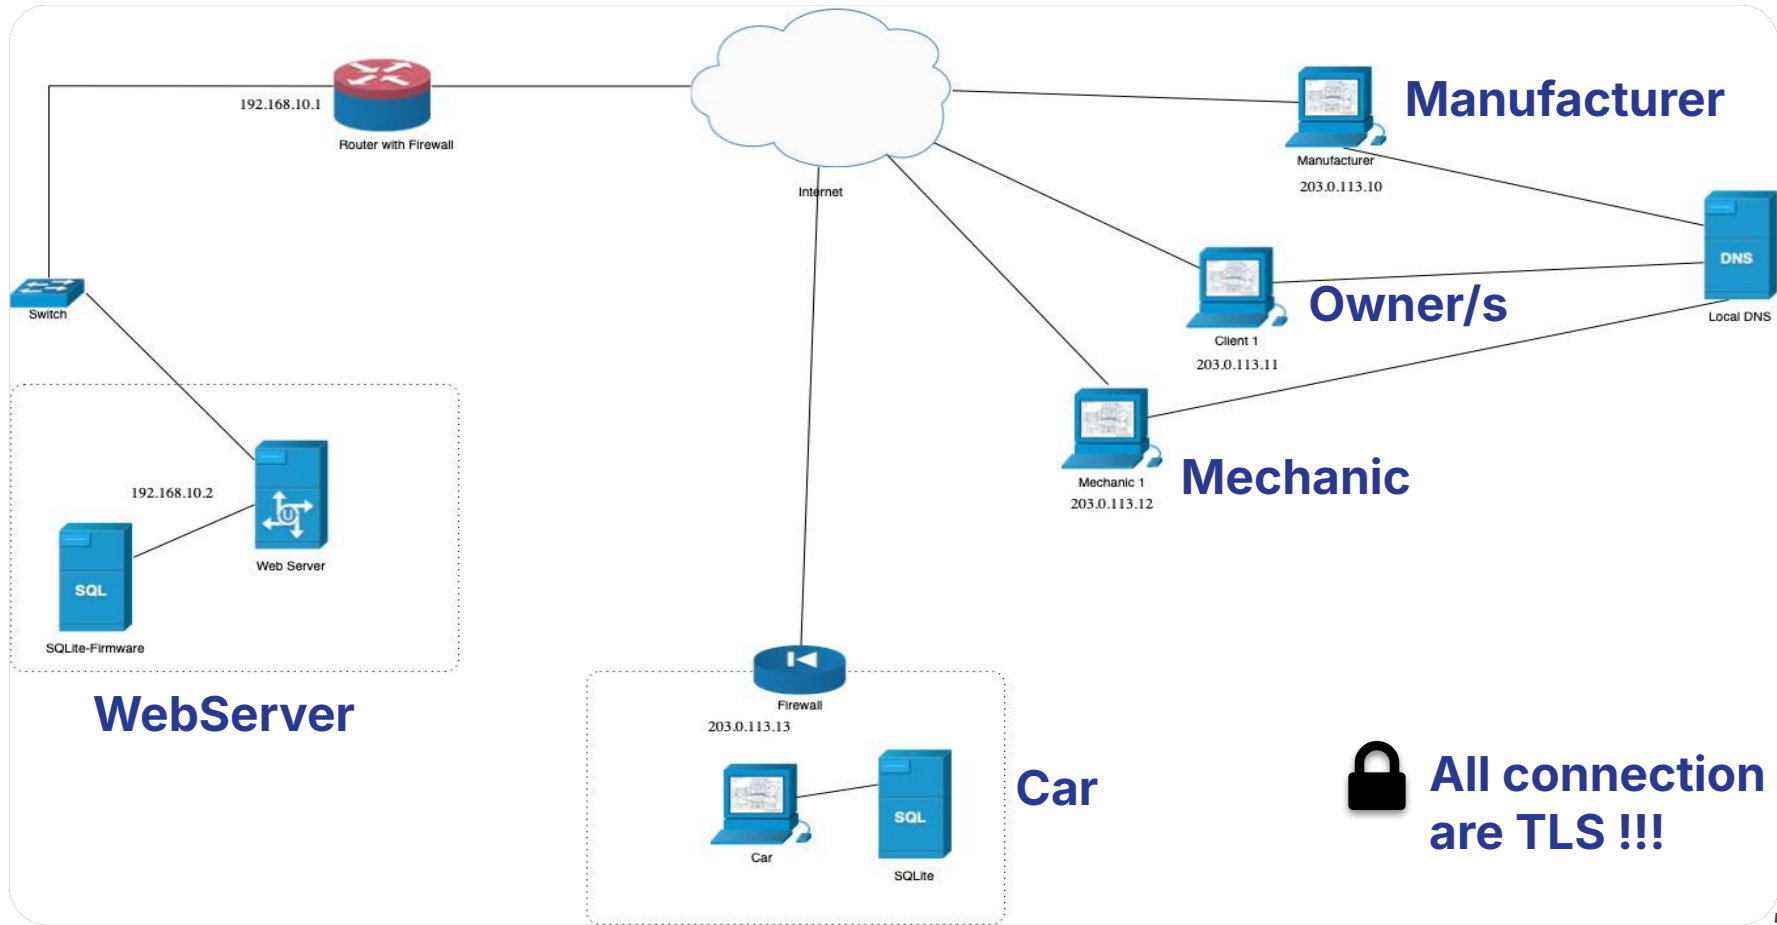 192.168.10.1
Router with Firewall
Internet
Manufacturer
Manufacturer
203.0.113.10
DNS
Local DNS
Switch
Client 1
203.0.113.11
Owner/s
Mechanic 1
203.0.113.12
Mechanic
192.168.10.2
Web Server
SQL
SQLite-Firmware
WebServer
Firewall
203.0.113.13
Car
SQL
SQLite
Car
All connection
are TLS !!!